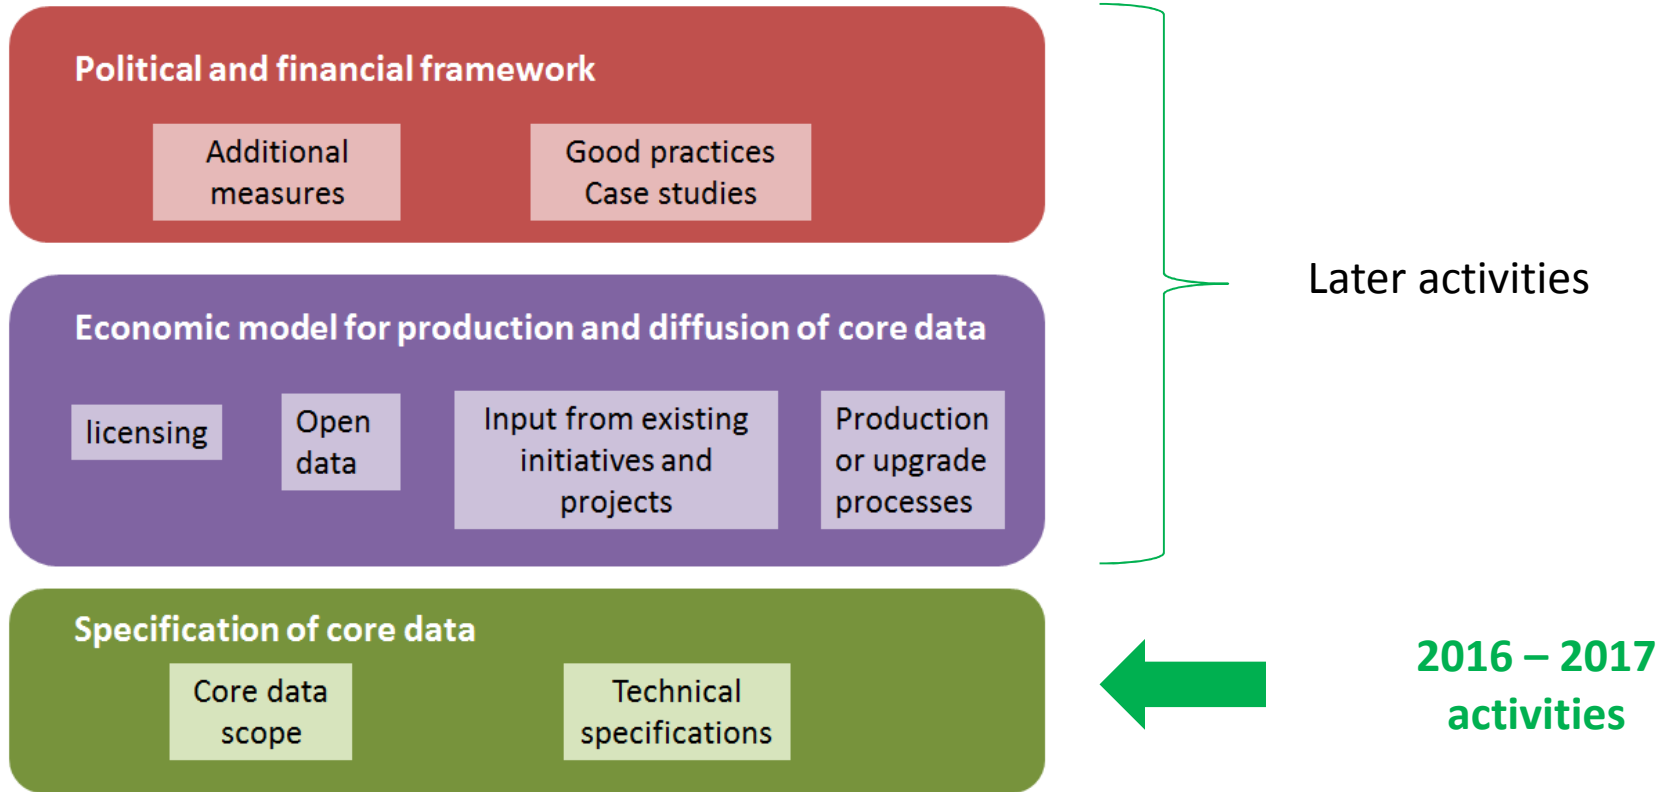 Political and financial framework
Additional
measures
Good practices
Case studies
Later activities
Economic model for production and diffusion of core data
licensing
Open
data
Input from existing
initiatives and
projects
Production
or upgrade
processes
Specification of core data
Core data
scope
Technical
specifications
2016 – 2017
activities